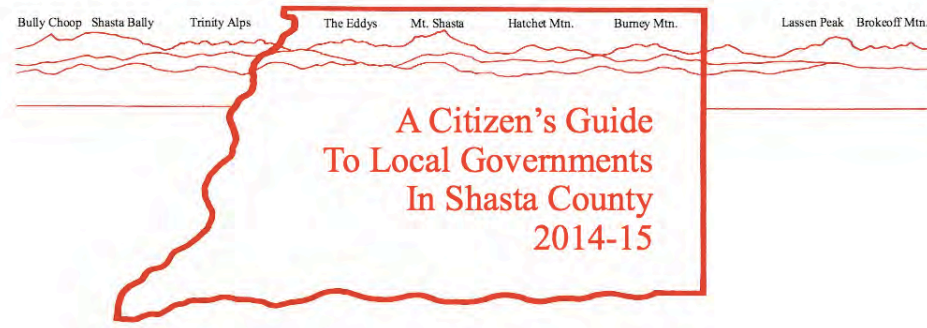 Bully Choop Shasta Bally Trinity Alps The Eddys Mt. Shasta Hatchet Mtn. Burney Mtn. Lassen Peak Brokeoff Mtn.
A Citizen's Guide
To Local Governments
In Shasta County
2014-15